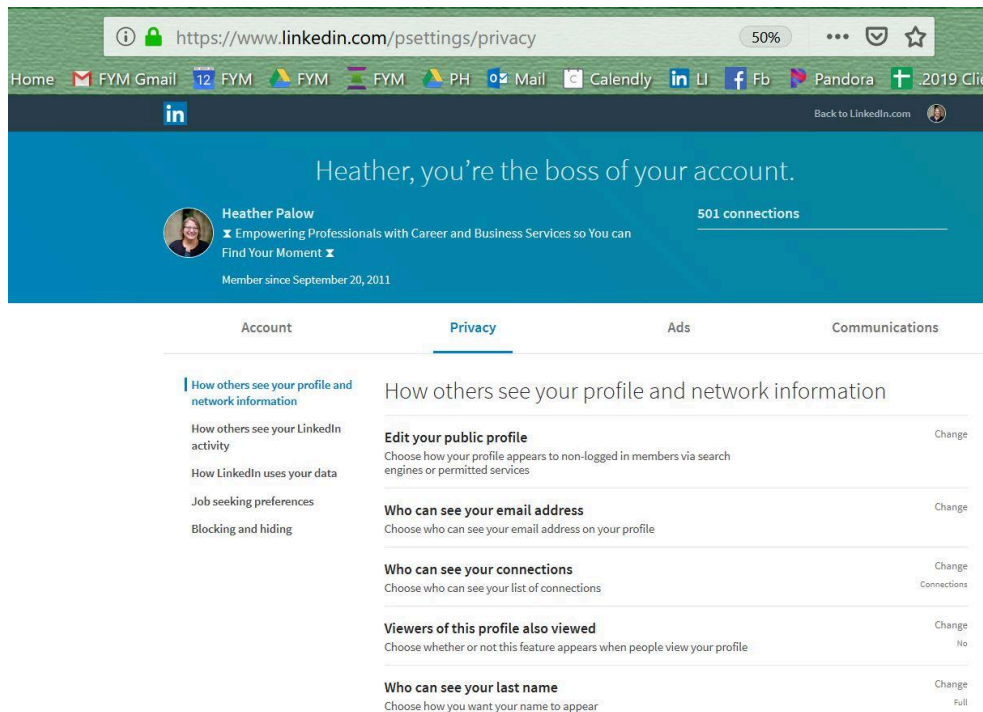 https://www.linkedin.com/psettings/privacy 50%
Home FYM Gmail 12 FYM FYM FYM PH Mail Calendly in LI Fb Pandora .2019 Clie
in Back to LinkedIn.com
Heather, you're the boss of your account.
Heather Palow 501 connections
Empowering Professionals with Career and Business Services so You can
Find Your Moment
Member since September 20, 2011
Account Privacy Ads Communications
How others see your profile and
network information
How others see your LinkedIn
activity
How LinkedIn uses your data
Job seeking preferences
Blocking and hiding
How others see your profile and network information
Edit your public profile Change
Choose how your profile appears to non-logged in members via search
engines or permitted services
Who can see your email address Change
Choose who can see your email address on your profile
Who can see your connections Change
Choose who can see your list of connections Connections
Viewers of this profile also viewed Change
Choose whether or not this feature appears when people view your profile No
Who can see your last name Change
Choose how you want your name to appear Full